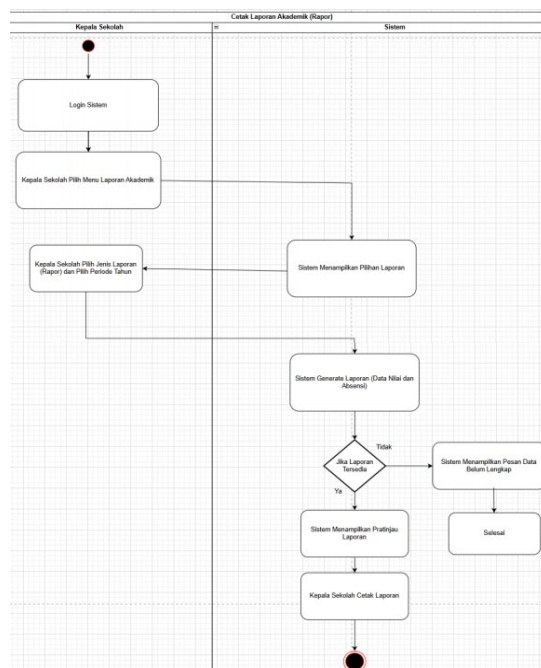 Cetak Laporan Akademik (Rapor)
Kepala Sekolah
=
Sistem
Login Sistem
Kepala Sekolah Pilih Menu Laporan Akademik
Kepala Sekolah Pilih Jenis Laporan
(Rapor) dan Pilih Periode Tahun
Sistem Menampilkan Pilihan Laporan
Sistem Generate Laporan (Data Nilai dan
Absensi)
Jika Laporan
Tersedia
Tidak
Sistem Menampilkan Pesan Data
Belum Lengkap
Ya
Sistem Menampilkan Pratinjau
Laporan
Selesai
Kepala Sekolah Cetak Laporan